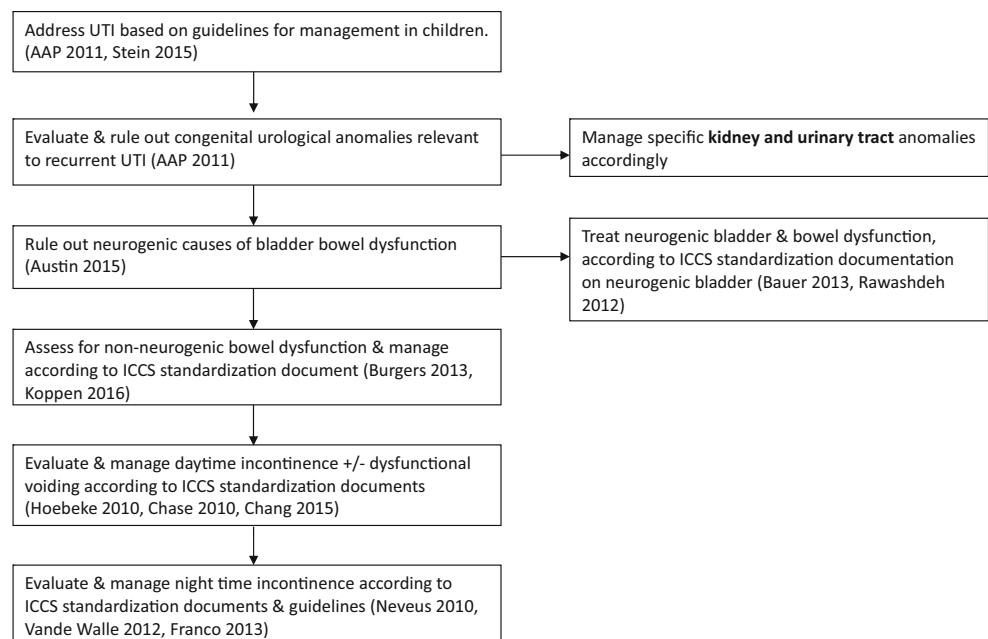 Address UTI based on guidelines for management in children.
(AAP 2011, Stein 2015)
Evaluate & rule out congenital urological anomalies relevant
to recurrent UTI (AAP 2011)
Manage specific kidney and urinary tract anomalies
accordingly
Rule out neurogenic causes of bladder bowel dysfunction
(Austin 2015)
Treat neurogenic bladder & bowel dysfunction,
according to ICCS standardization documentation
on neurogenic bladder (Bauer 2013, Rawashdeh
2012)
Assess for non-neurogenic bowel dysfunction & manage
according to ICCS standardization document (Burgers 2013,
Koppen 2016)
Evaluate & manage daytime incontinence +/- dysfunctional
voiding according to ICCS standardization documents
(Hoebeke 2010, Chase 2010, Chang 2015)
Evaluate & manage night time incontinence according to
ICCS standardization documents & guidelines (Neveus 2010,
Vande Walle 2012, Franco 2013)